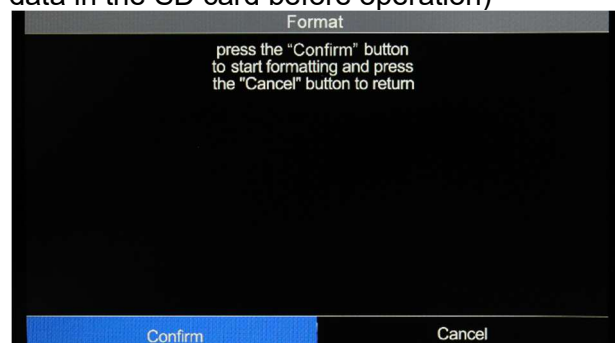 data in the SD card before operation)
Format
press the “Confirm” button
to start formatting and press
the "Cancel" button to return
Confirm
Cancel